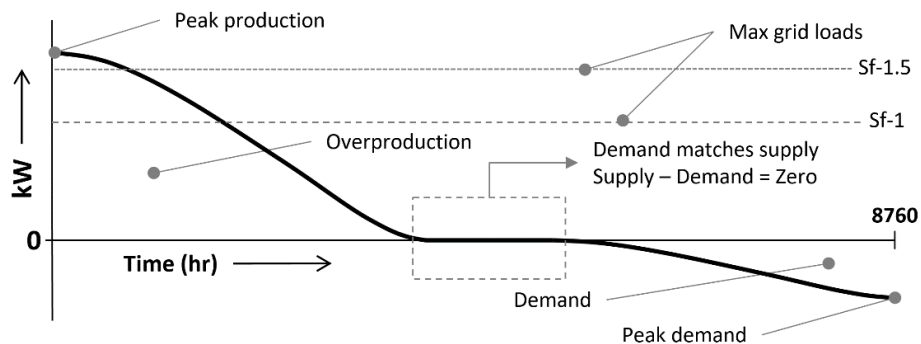 Peak production
Max grid loads
Sf-1.5
Sf-1
kW
Overproduction
Demand matches supply
Supply – Demand = Zero
8760
0
Time (hr)
Demand
Peak demand